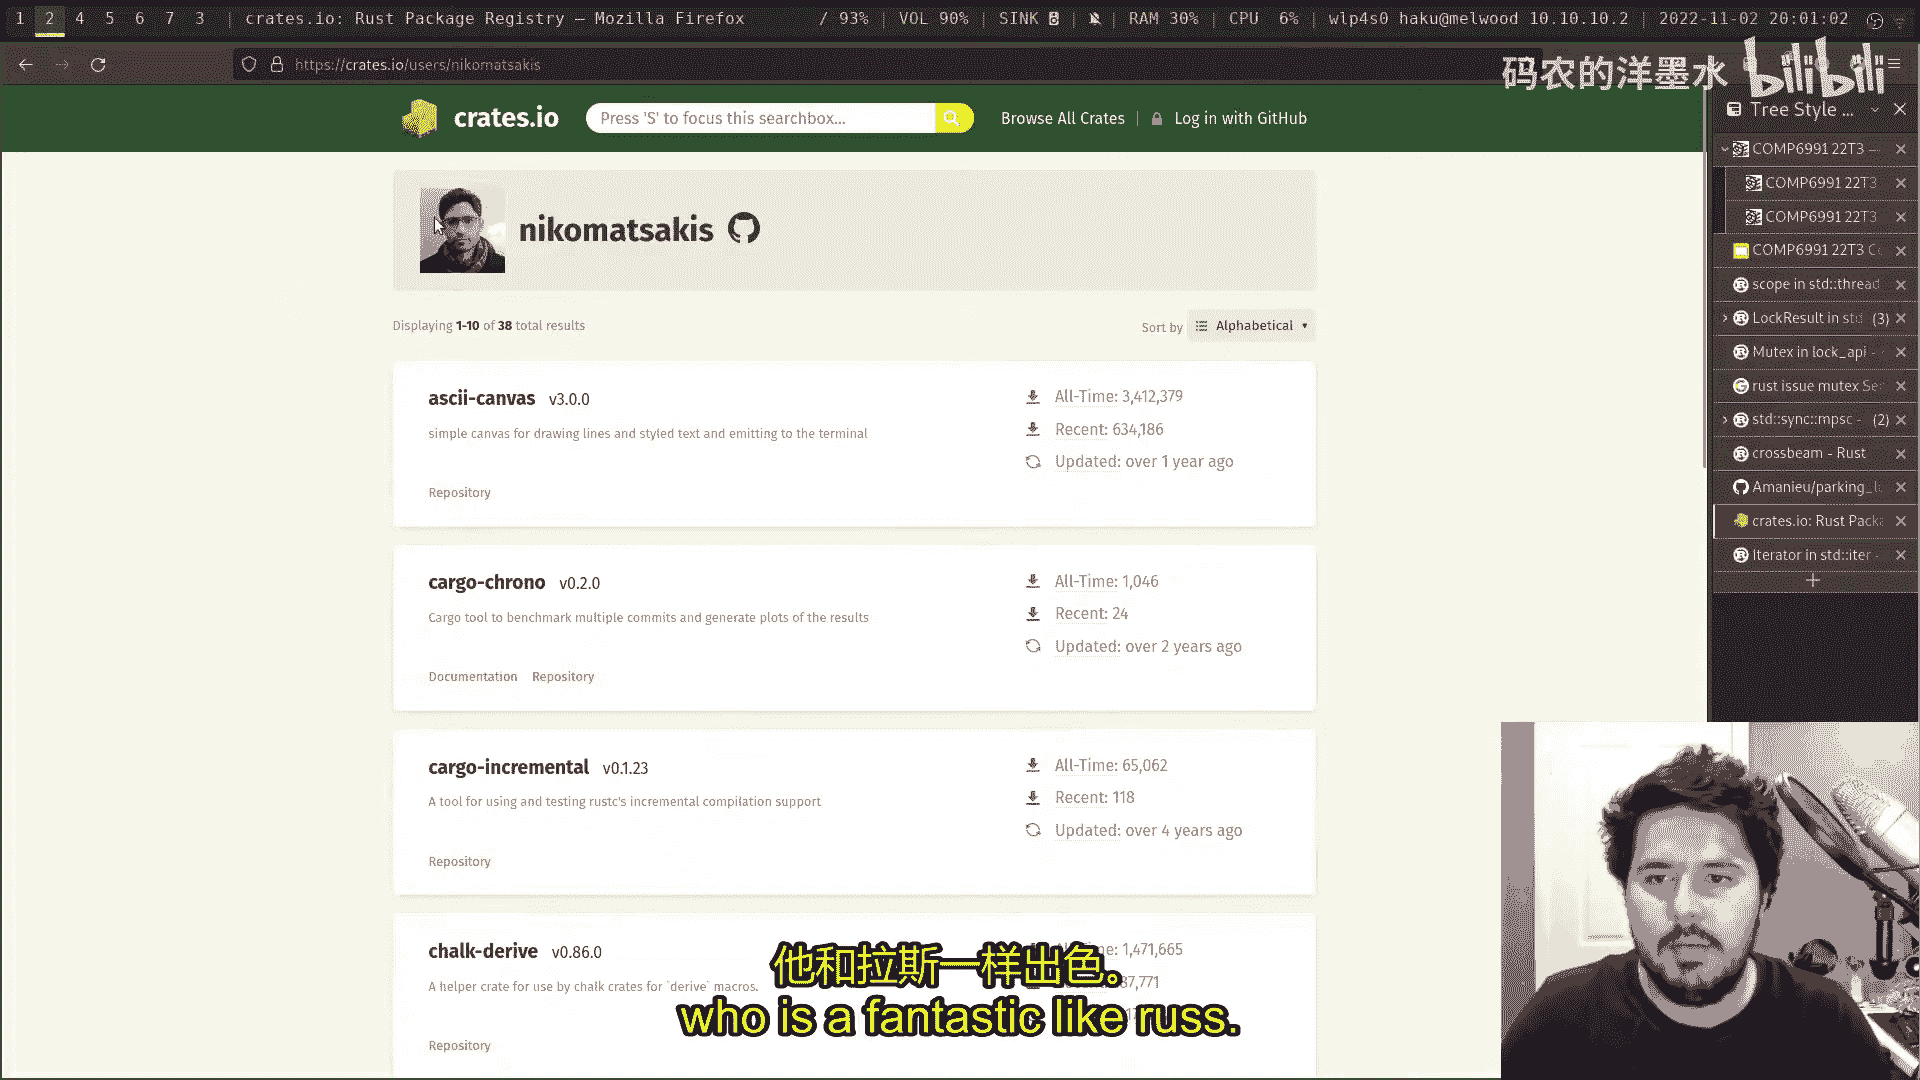 1 2 4 5 6 7 3 | crates.io: Rust Package Registry — Mozilla Firefox / 93% | VOL 90% | SINK | | RAM 30% | CPU 6% | wlp4s0 haku@melwood 10.10.10.2 | 2022-11-02 20:01:02
https://crates.io/users/nikomatsakis
码农的洋墨水 bilibili
crates.io Press 'S' to focus this searchbox... Browse All Crates | Log in with GitHub
Tree Style ...
COMP6991 22T3 —
COMP6991 22T3
COMP6991 22T3
COMP6991 22T3
scope in std::thread
LockResult in std (3)
Mutex in lock_api -
rust issue mutex Se
std::sync::mpsc - (2)
crossbeam - Rust
Amanieu/parking_l
crates.io: Rust Pack
Iterator in std::iter -
nikomatsakis
Displaying 1-10 of 38 total results
Sort by Alphabetical
ascii-canvas v3.0.0
simple canvas for drawing lines and styled text and emitting to the terminal
Repository
All-Time: 3,412,379
Recent: 634,186
Updated: over 1 year ago
cargo-chrono v0.2.0
Cargo tool to benchmark multiple commits and generate plots of the results
Documentation Repository
All-Time: 1,046
Recent: 24
Updated: over 2 years ago
cargo-incremental v0.1.23
A tool for using and testing rustc's incremental compilation support
Repository
All-Time: 65,062
Recent: 118
Updated: over 4 years ago
chalk-derive v0.86.0
A helper crate for use by chalk crates for `derive` macros.
Repository
1,471,665
87,771
他和拉斯一样出色。
who is a fantastic like russ.